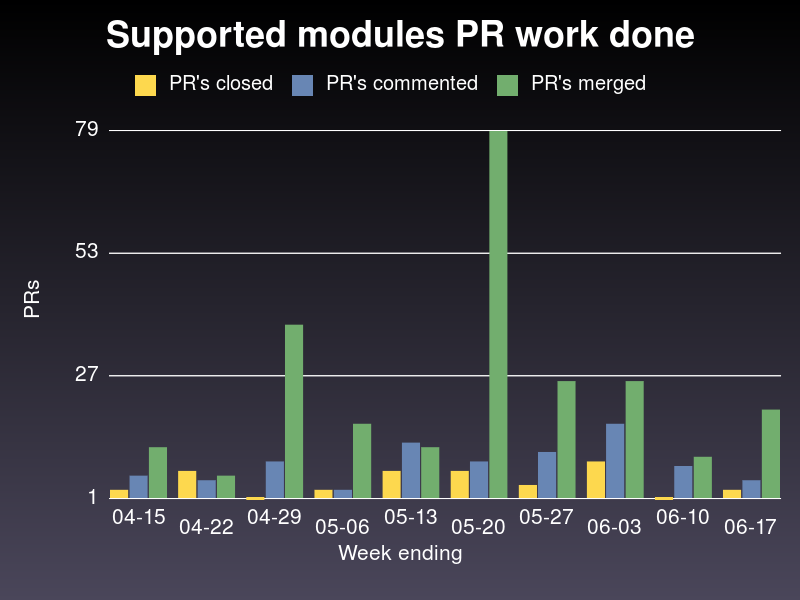 Supported modules PR work done
PR's closed PR's commented PR's merged
79
53
27
1
PRs
04-15 04-22 04-29 05-06 05-13 05-20 05-27 06-03 06-10 06-17
Week ending